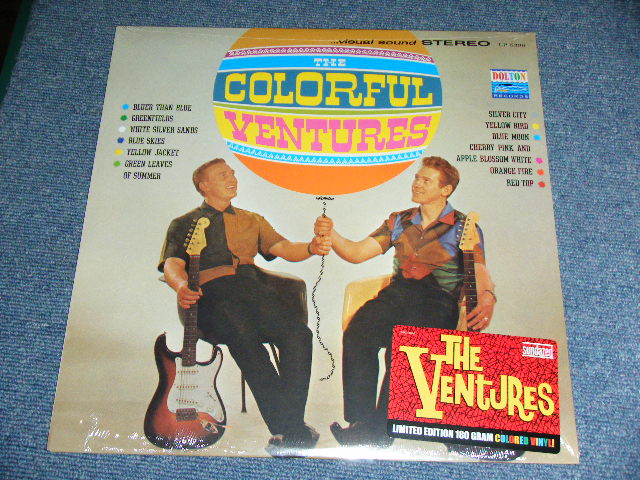 ...visual sound STEREO
THE
COLORFUL
VENTURES
DOLTON
RECORDS
BLUER THAN BLUE
GREENFIELDS
WHITE SILVER SANDS
BLUE SKIES
YELLOW JACKET
GREEN LEAVES
OF SUMMER
SILVER CITY
YELLOW BIRD
BLUE MOON
CHERRY PINK AND
APPLE BLOSSOM WHITE
ORANGE FIRE
RED TOP
sundazed
THE
VENTURES
LIMITED EDITION 180 GRAM COLORED VINYL!